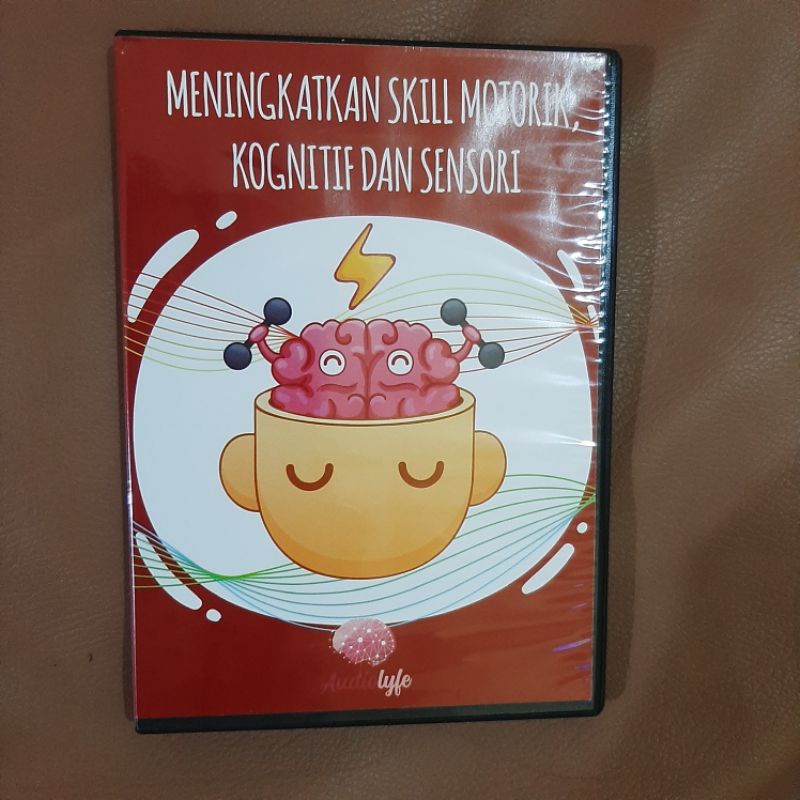 MENINGKATKAN SKILL MOTORIK,
KOGNITIF DAN SENSORI
Audiolyfe